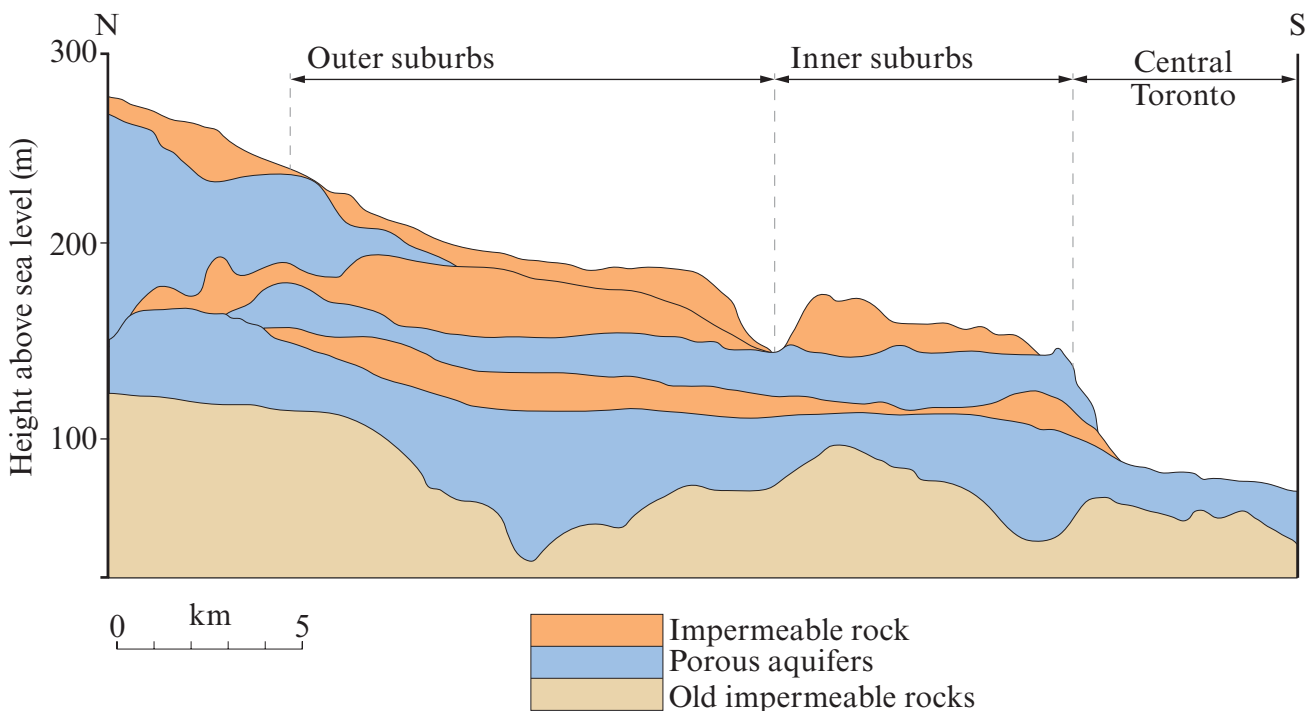 N
S
300
Outer suburbs
Inner suburbs
Central
Toronto
Height above sea level (m)
200
100
km
0
5
Impermeable rock
Porous aquifers
Old impermeable rocks